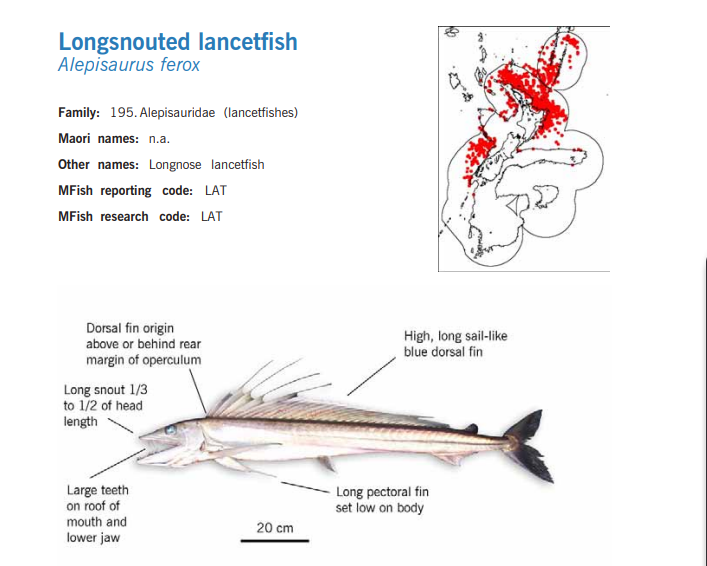 Longsnouted lancetfish
Alepisaurus ferox
Family: 195. Alepisauridae (lancetfishes)
Maori names: n.a.
Other names: Longnose lancetfish
MFish reporting code: LAT
MFish research code: LAT
Dorsal fin origin
above or behind rear
margin of operculum
High, long sail-like
blue dorsal fin
Long snout 1/3
to 1/2 of head
length
Large teeth
on roof of
mouth and
lower jaw
Long pectoral fin
set low on body
20 cm